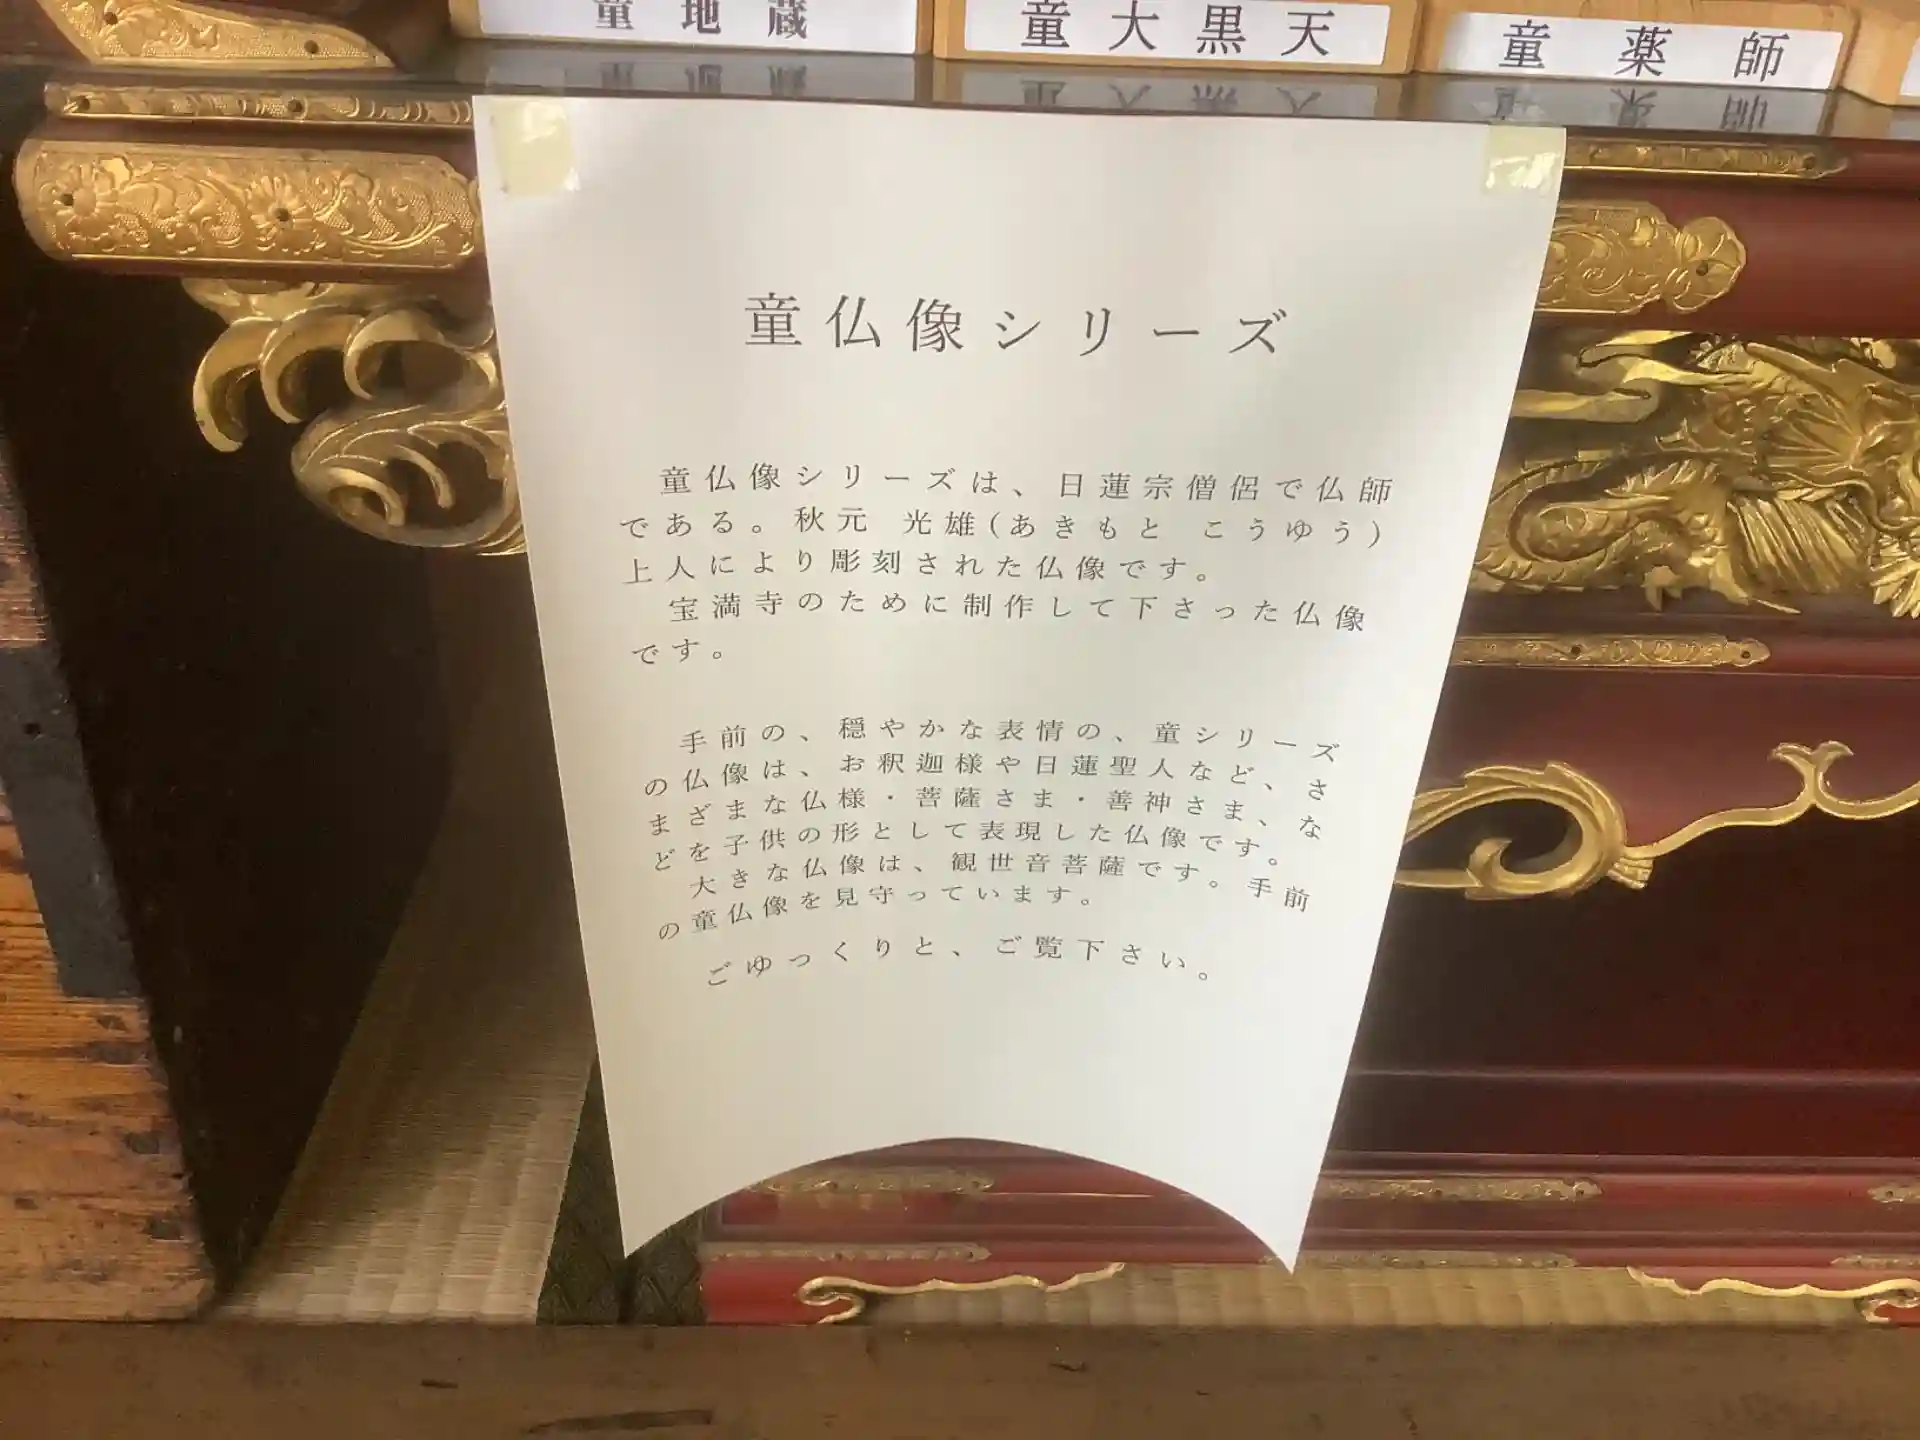 童地蔵
童大黒天
童薬師
童仏像シリーズ
童仏像シリーズは、日蓮宗僧侶で仏師
である。秋元 光雄(あきもと こうゆう)
上人により彫刻された仏像です。
宝満寺のために制作して下さった仏像
です。
手前の、穏やかな表情の、童シリーズ
の仏像は、お釈迦様や日蓮聖人など、さ
まざまな仏様・菩薩さま・善神さま、な
どを子供の形として表現した仏像です。
大きな仏像は、観世音菩薩です。手前
の童仏像を見守っています。
ごゆっくりと、ご覧下さい。